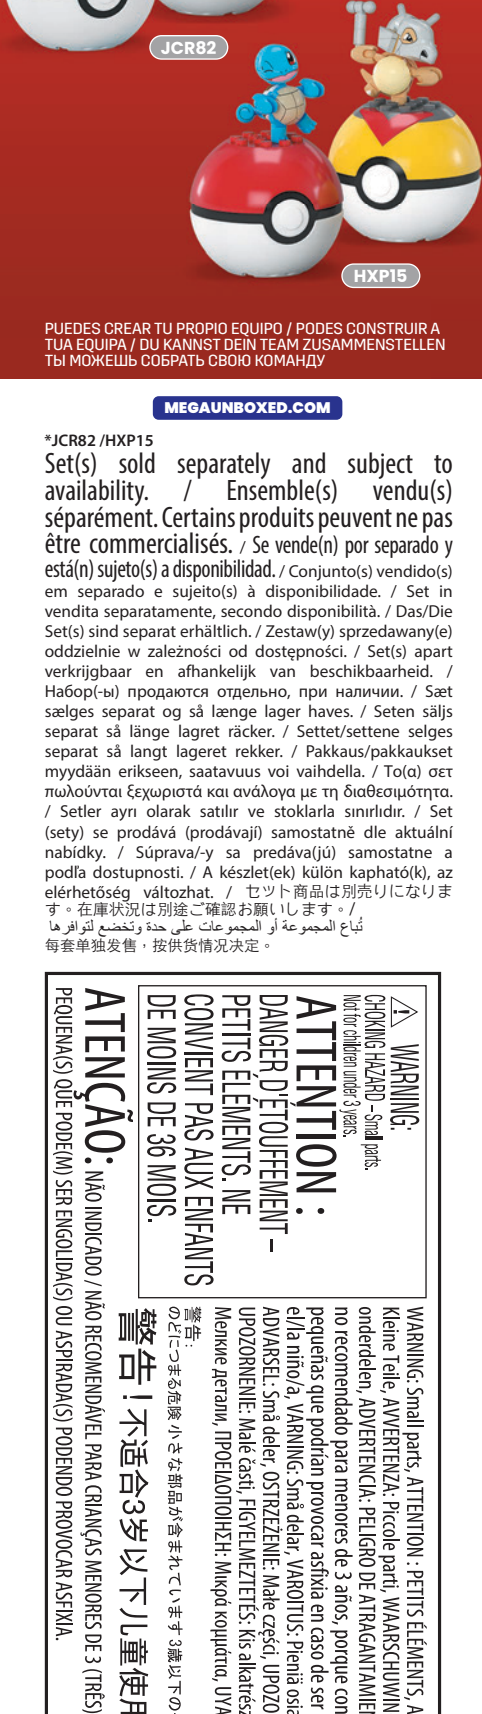 JCR82
HXP15
PUEDES CREAR TU PROPIO EQUIPO / PODES CONSTRUIR A
TUA EQUIPA / DU KANNST DEIN TEAM ZUSAMMENSTELLEN
ТЫ МОЖЕШЬ СОБРАТЬ СВОЮ КОМАНДУ
MEGAUNBOXED.COM
*JCR82 /HXP15
Set(s) sold separately and subject to
availability. / Ensemble(s) vendu(s)
séparément. Certains produits peuvent ne pas
être commercialisés. / Se vende(n) por separado y
está(n) sujeto(s) a disponibilidad. / Conjunto(s) vendido(s)
em separado e sujeito(s) à disponibilidade. / Set in
vendita separatamente, secondo disponibilità. / Das/Die
Set(s) sind separat erhältlich. / Zestaw(y) sprzedawany(e)
oddzielnie w zależności od dostępności. / Set(s) apart
verkrijgbaar en afhankelijk van beschikbaarheid. /
Набор(-ы) продаются отдельно, при наличии. / Sæt
sælges separat og så længe lager haves. / Seten säljs
separat så länge lagret räcker. / Settet/settene selges
separat så langt lageret rekker. / Pakkaus/pakkaukset
myydään erikseen, saatavuus voi vaihdella. / Το(α) σετ
πωλούνται ξεχωριστά και ανάλογα με τη διαθεσιμότητα.
/ Setler ayrı olarak satılır ve stoklarla sınırlıdır. / Set
(sety) se prodává (prodávají) samostatně dle aktuální
nabídky. / Súprava/-y sa predáva(jú) samostatne a
podľa dostupnosti. / A készlet(ek) külön kapható(k), az
elérhetőség változhat. / セット商品は別売りになりま
す。在庫状況は別途ご確認お願いします。/
تُباع المجموعة أو المجموعات على حدة وتخضع لتوافرها
每套单独发售，按供货情况决定。
WARNING:
CHOKING HAZARD – Small parts.
Not for children under 3 years.
ATTENTION :
DANGER D'ÉTOUFFEMENT –
PETITS ÉLÉMENTS. NE
CONVIENT PAS AUX ENFANTS
DE MOINS DE 36 MOIS.
ATENÇÃO: NÃO INDICADO / NÃO RECOMENDÁVEL PARA CRIANÇAS MENORES DE 3 (TRÊS)
PEQUENA(S) QUE PODE(M) SER ENGOLIDA(S) OU ASPIRADA(S) PODENDO PROVOCAR ASFIXIA.
WARNING: Small parts, ATTENTION : PETITS ÉLÉMENTS, A
Kleine Teile, AVVERTENZA: Piccole parti, WAARSCHUWIN
onderdelen, ADVERTENCIA: PELIGRO DE ATRAGANTAMIE
no recomendado para menores de 3 años, porque con
pequeñas que podrían provocar asfixia en caso de ser
el/la niño/a, VARNING: Små delar, VAROITUS: Pieniä osia
ADVARSEL: Små deler, OSTRZEŻENIE: Małe części, UPOZO
UPOZORNENIE: Malé časti, FIGYELMEZTETÉS: Kis alkatrész
Мелкие детали, ΠΡΟΕΙΔΟΠΟΙΗΣΗ: Μικρά κομμάτια, UYA
警告:
のどにつまる危険 小さな部品が含まれています 3歳以下の
警告！不适合3岁以下儿童使用